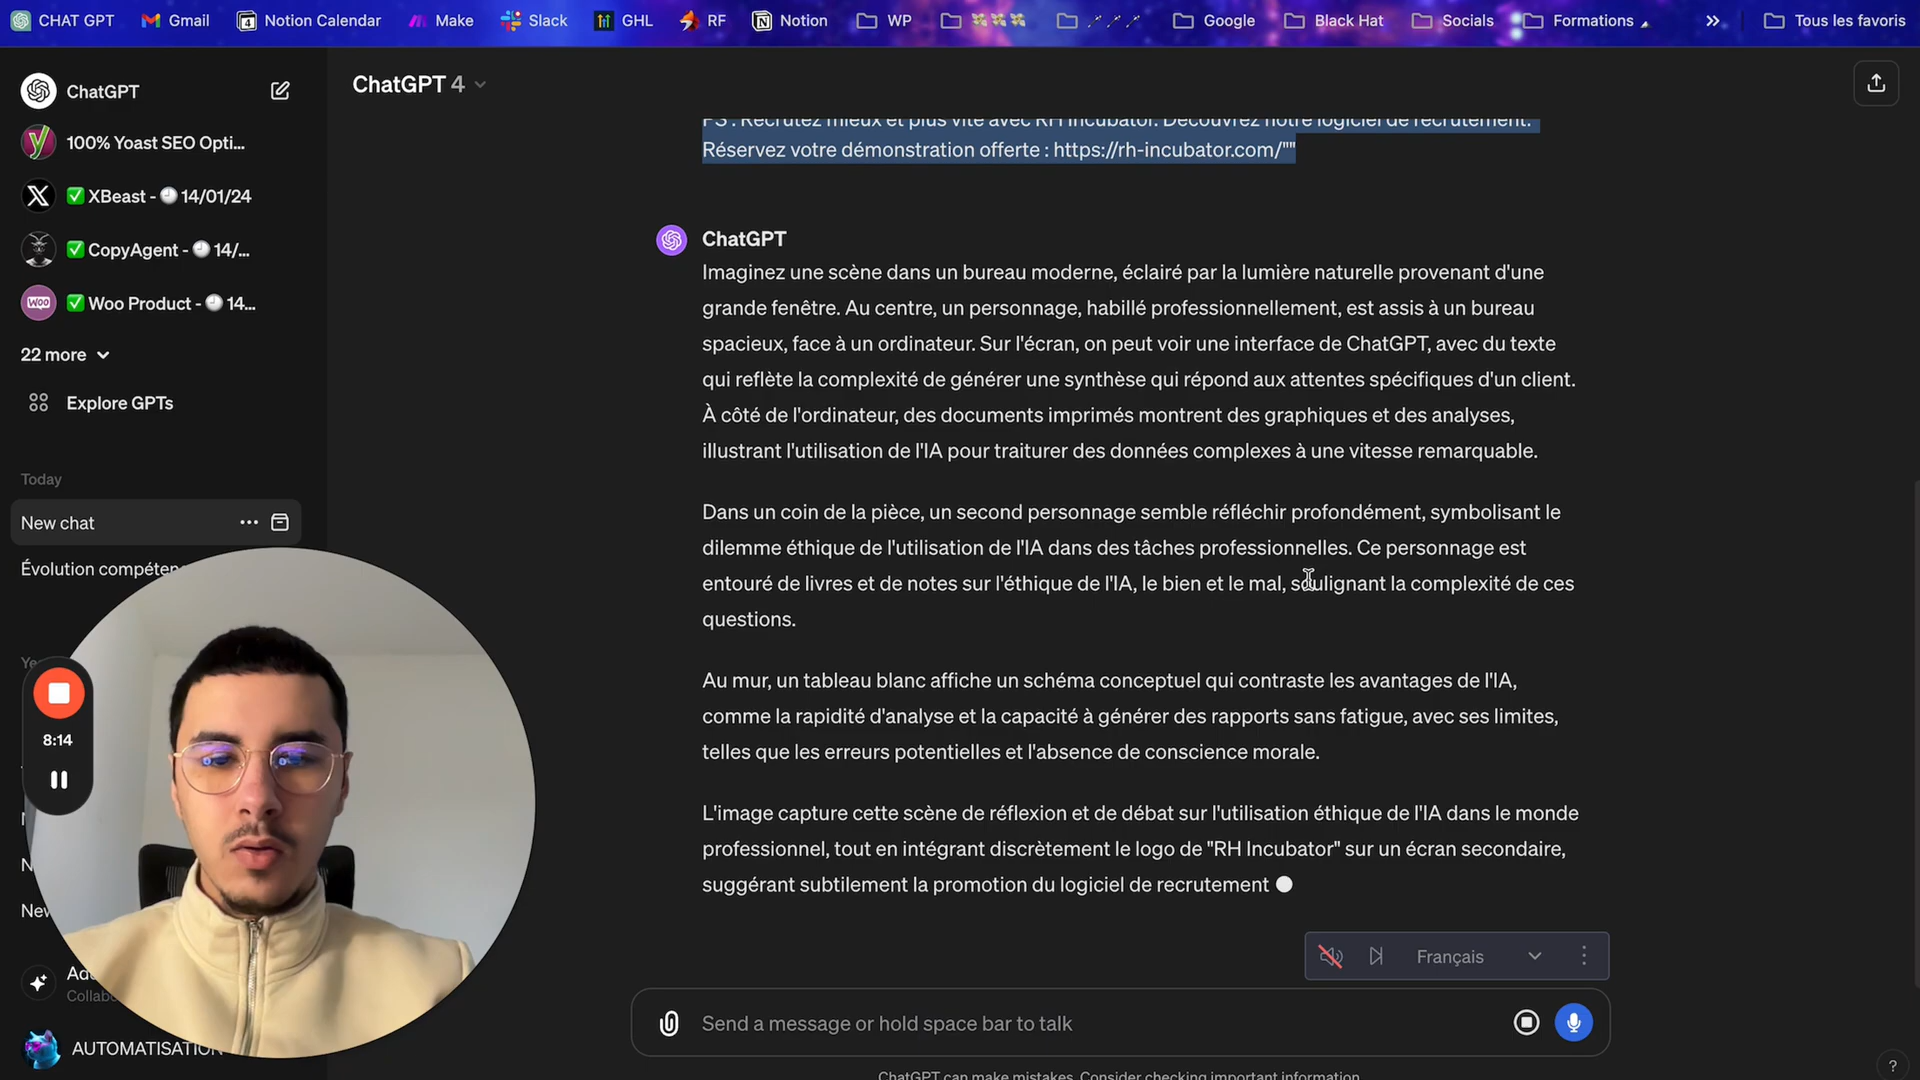 CHAT GPT
Gmail
Notion Calendar
Make
Slack
GHL
RF
Notion
WP
Google
Black Hat
Socials
Formations
Tous les favoris
ChatGPT
ChatGPT 4
100% Yoast SEO Opti...
XBeast - 14/01/24
CopyAgent - 14/...
Woo Product - 14...
22 more
Explore GPTs
Today
New chat
Évolution compéten
8:14
AUTOMATISATION
PS : Recrutez mieux et plus vite avec RH Incubator. Découvrez notre logiciel de recrutement.
Réservez votre démonstration offerte : https://rh-incubator.com/""
ChatGPT
Imaginez une scène dans un bureau moderne, éclairé par la lumière naturelle provenant d'une
grande fenêtre. Au centre, un personnage, habillé professionnellement, est assis à un bureau
spacieux, face à un ordinateur. Sur l'écran, on peut voir une interface de ChatGPT, avec du texte
qui reflète la complexité de générer une synthèse qui répond aux attentes spécifiques d'un client.
À côté de l'ordinateur, des documents imprimés montrent des graphiques et des analyses,
illustrant l'utilisation de l'IA pour traiturer des données complexes à une vitesse remarquable.
Dans un coin de la pièce, un second personnage semble réfléchir profondément, symbolisant le
dilemme éthique de l'utilisation de l'IA dans des tâches professionnelles. Ce personnage est
entouré de livres et de notes sur l'éthique de l'IA, le bien et le mal, soulignant la complexité de ces
questions.
Au mur, un tableau blanc affiche un schéma conceptuel qui contraste les avantages de l'IA,
comme la rapidité d'analyse et la capacité à générer des rapports sans fatigue, avec ses limites,
telles que les erreurs potentielles et l'absence de conscience morale.
L'image capture cette scène de réflexion et de débat sur l'utilisation éthique de l'IA dans le monde
professionnel, tout en intégrant discrètement le logo de "RH Incubator" sur un écran secondaire,
suggérant subtilement la promotion du logiciel de recrutement
Français
Send a message or hold space bar to talk
ChatGPT can make mistakes. Consider checking important information.